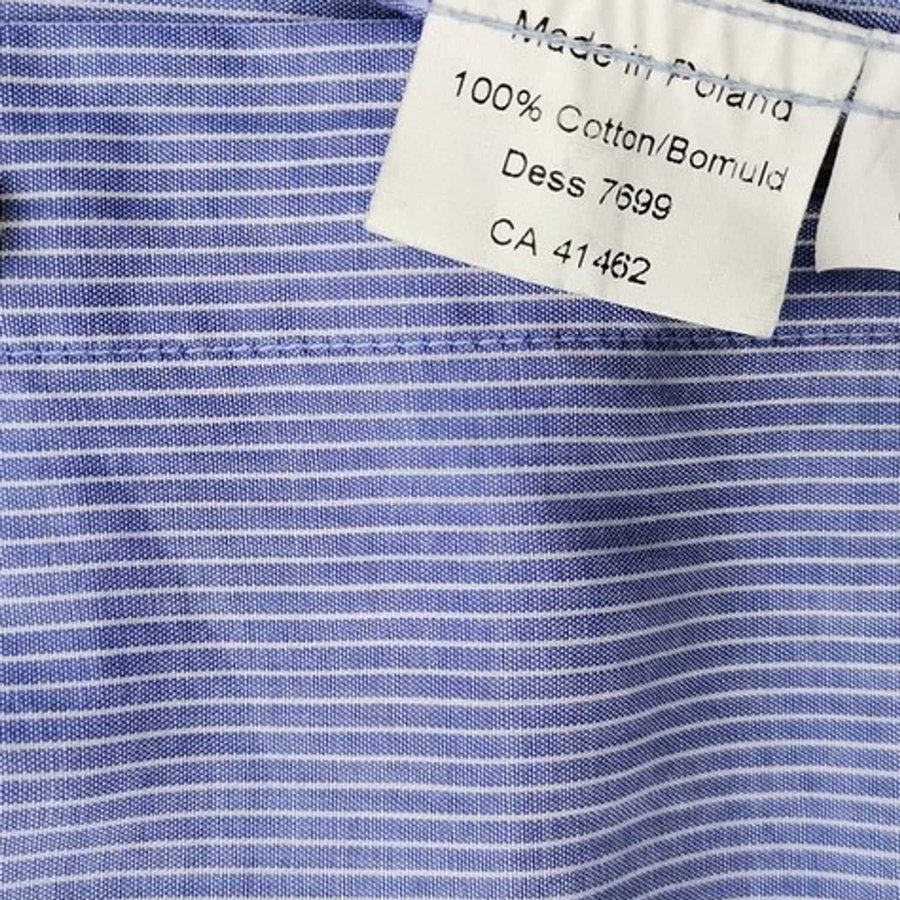 Made in Poland
100% Cotton/Bomuld
Dess 7699
CA 41462